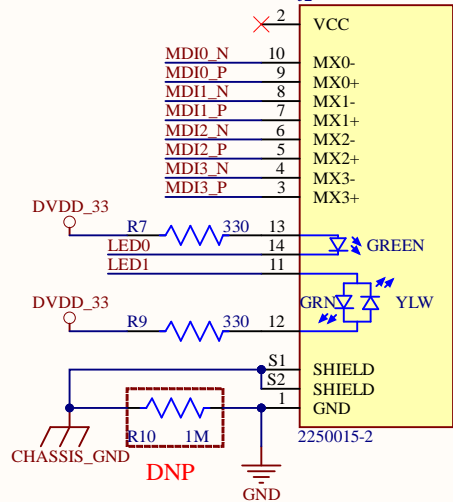 2 VCC
MDI0_N 10 MX0-
MDI0_P 9 MX0+
MDI1_N 8 MX1-
MDI1_P 7 MX1+
MDI2_N 6 MX2-
MDI2_P 5 MX2+
MDI3_N 4 MX3-
MDI3_P 3 MX3+
DVDD_33
R7 330 13
LED0 14 GREEN
LED1 11
GRN YLW
DVDD_33
R9 330 12
S1 SHIELD
S2 SHIELD
1 GND
R10 1M 2250015-2
CHASSIS_GND
DNP
GND